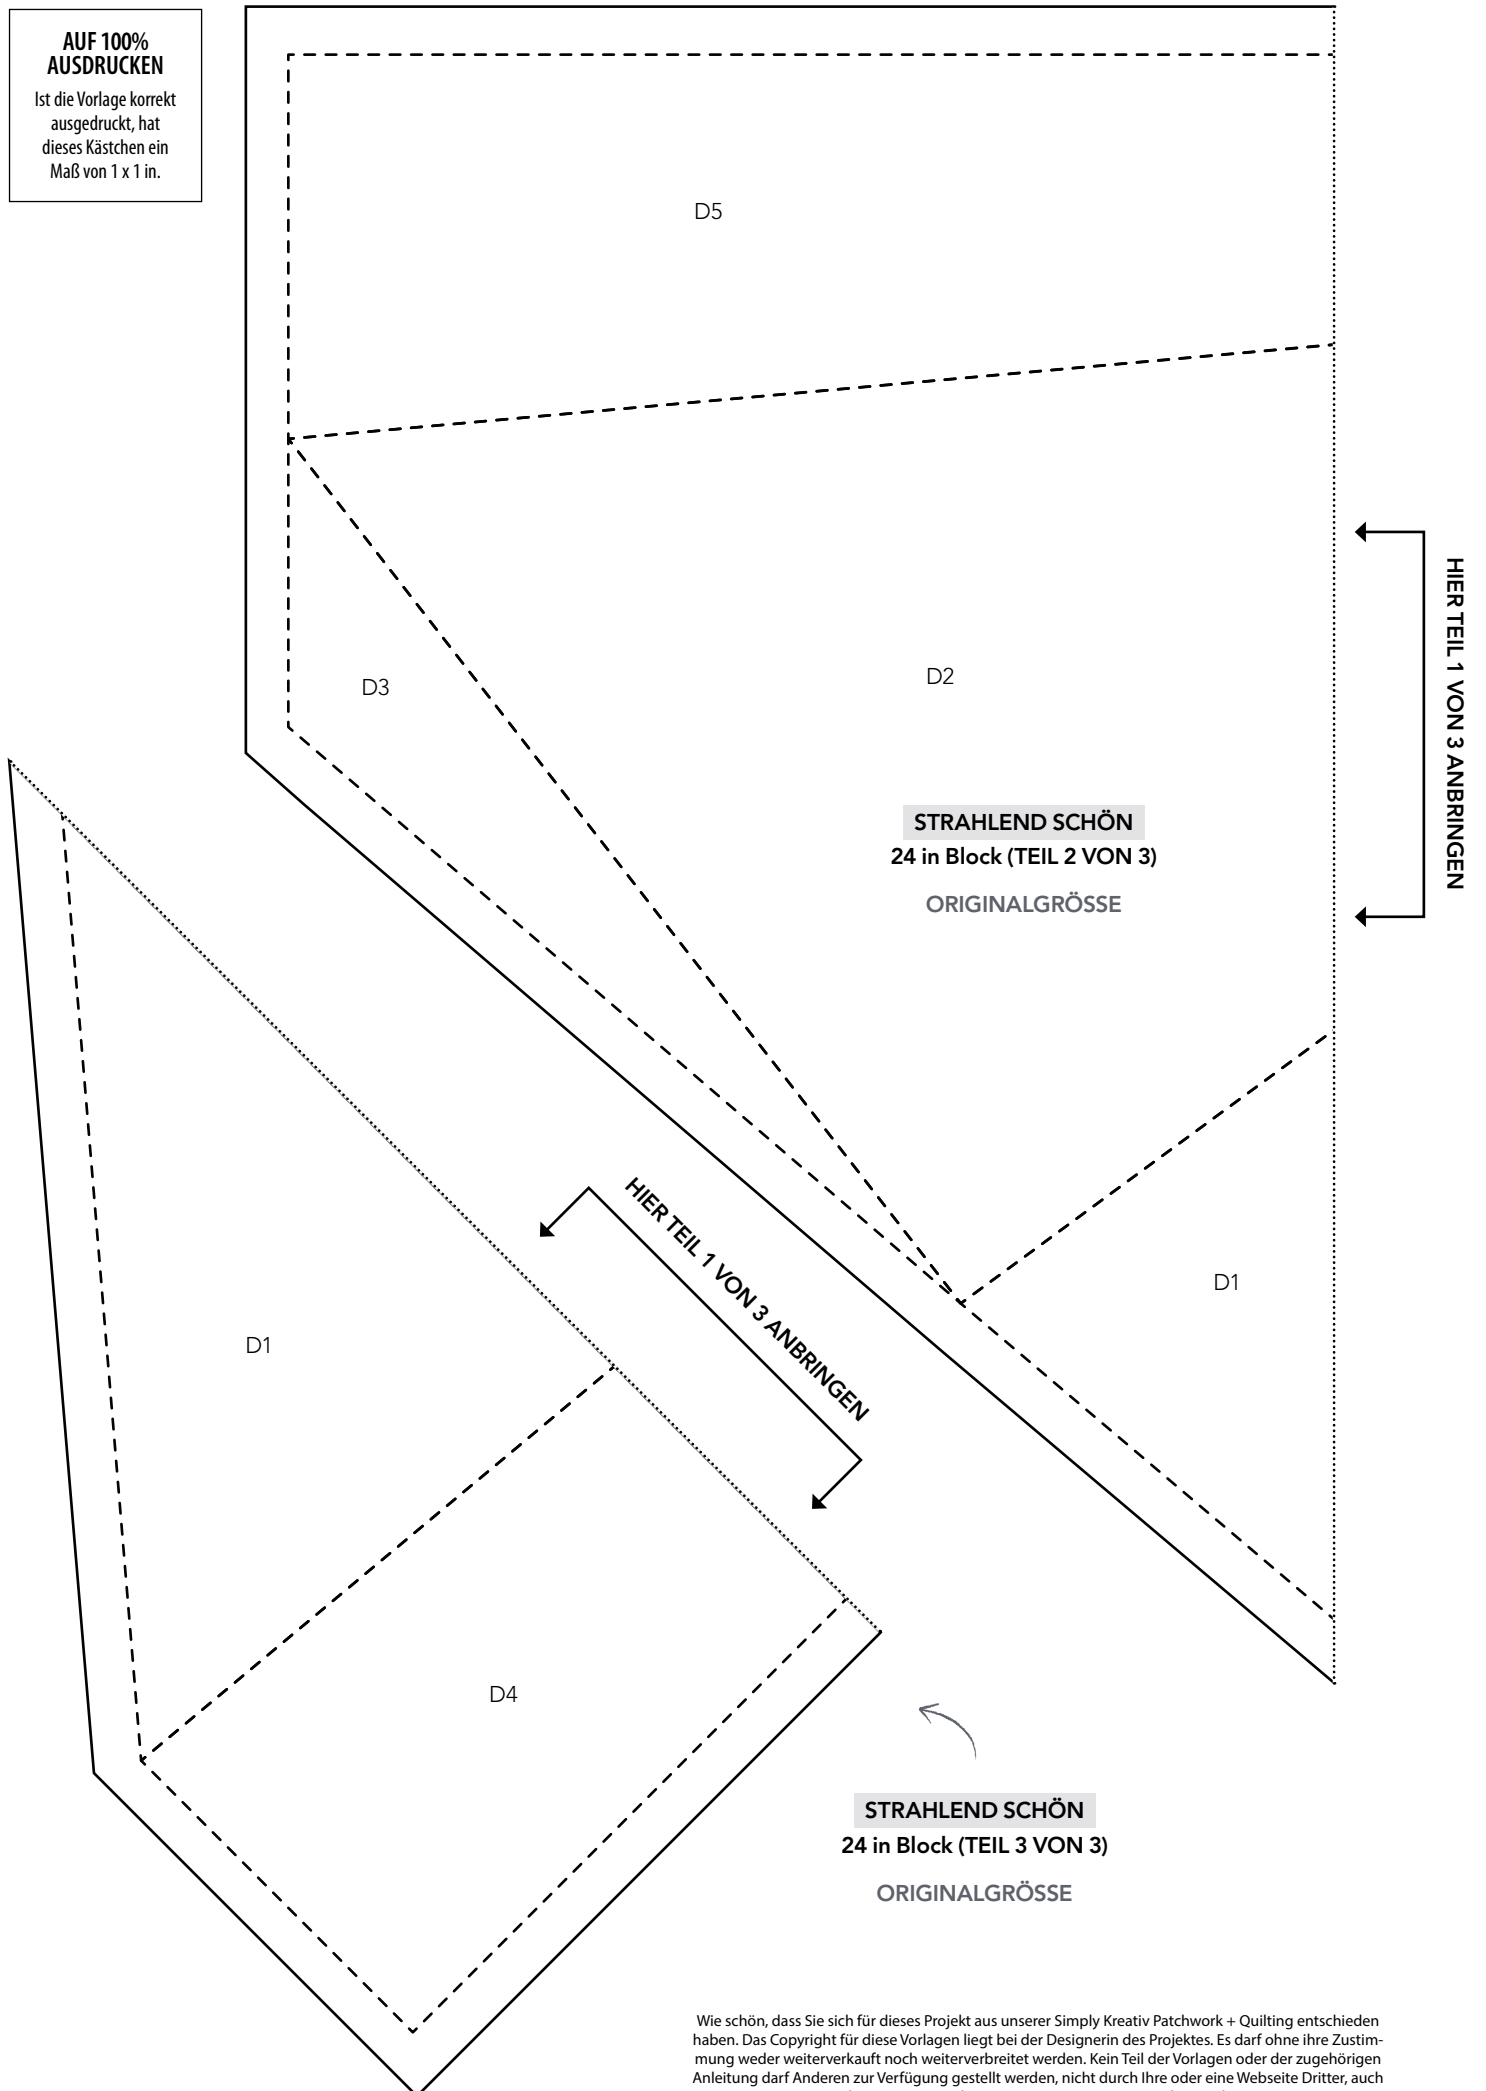 AUF 100%
AUSDRUCKEN
Ist die Vorlage korrekt
ausgedruckt, hat
dieses Kästchen ein
Maß von 1 x 1 in.
D5
D3
D2
STRAHLEND SCHÖN
24 in Block (TEIL 2 VON 3)
ORIGINALGRÖSSE
HIER TEIL 1 VON 3 ANBRINGEN
HIER TEIL 1 VON 3 ANBRINGEN
D1
D1
D4
STRAHLEND SCHÖN
24 in Block (TEIL 3 VON 3)
ORIGINALGRÖSSE
Wie schön, dass Sie sich für dieses Projekt aus unserer Simply Kreativ Patchwork + Quilting entschieden
haben. Das Copyright für diese Vorlagen liegt bei der Designerin des Projektes. Es darf ohne ihre Zustim-
mung weder weiterverkauft noch weiterverbreitet werden. Kein Teil der Vorlagen oder der zugehörigen
Anleitung darf Anderen zur Verfügung gestellt werden, nicht durch Ihre oder eine Webseite Dritter, auch